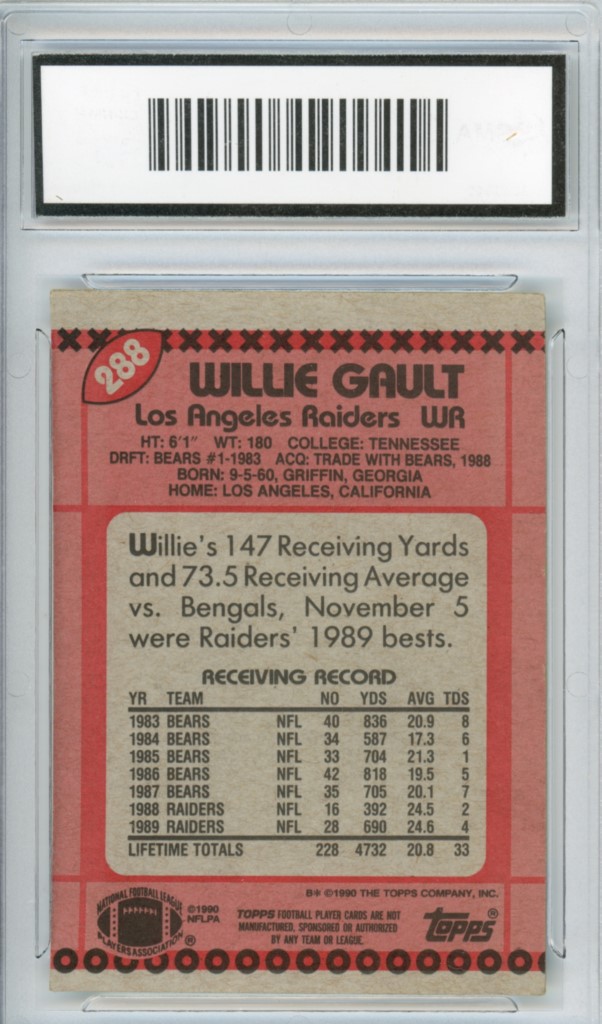 288
WILLIE GAULT
Los Angeles Raiders WR
HT: 6'1" WT: 180 COLLEGE: TENNESSEE
DRFT: BEARS #1-1983 ACQ: TRADE WITH BEARS, 1988
BORN: 9-5-60, GRIFFIN, GEORGIA
HOME: LOS ANGELES, CALIFORNIA
Willie's 147 Receiving Yards
and 73.5 Receiving Average
vs. Bengals, November 5
were Raiders' 1989 bests.
RECEIVING RECORD
YR TEAM NO YDS AVG TDS
1983 BEARS NFL 40 836 20.9 8
1984 BEARS NFL 34 587 17.3 6
1985 BEARS NFL 33 704 21.3 1
1986 BEARS NFL 42 818 19.5 5
1987 BEARS NFL 35 705 20.1 7
1988 RAIDERS NFL 16 392 24.5 2
1989 RAIDERS NFL 28 690 24.6 4
LIFETIME TOTALS 228 4732 20.8 33
B* ©1990 THE TOPPS COMPANY, INC.
NATIONAL FOOTBALL LEAGUE
PLAYERS ASSOCIATION ®
©1990
NFLPA
TOPPS FOOTBALL PLAYER CARDS ARE NOT
MANUFACTURED, SPONSORED OR AUTHORIZED
BY ANY TEAM OR LEAGUE.
topps®